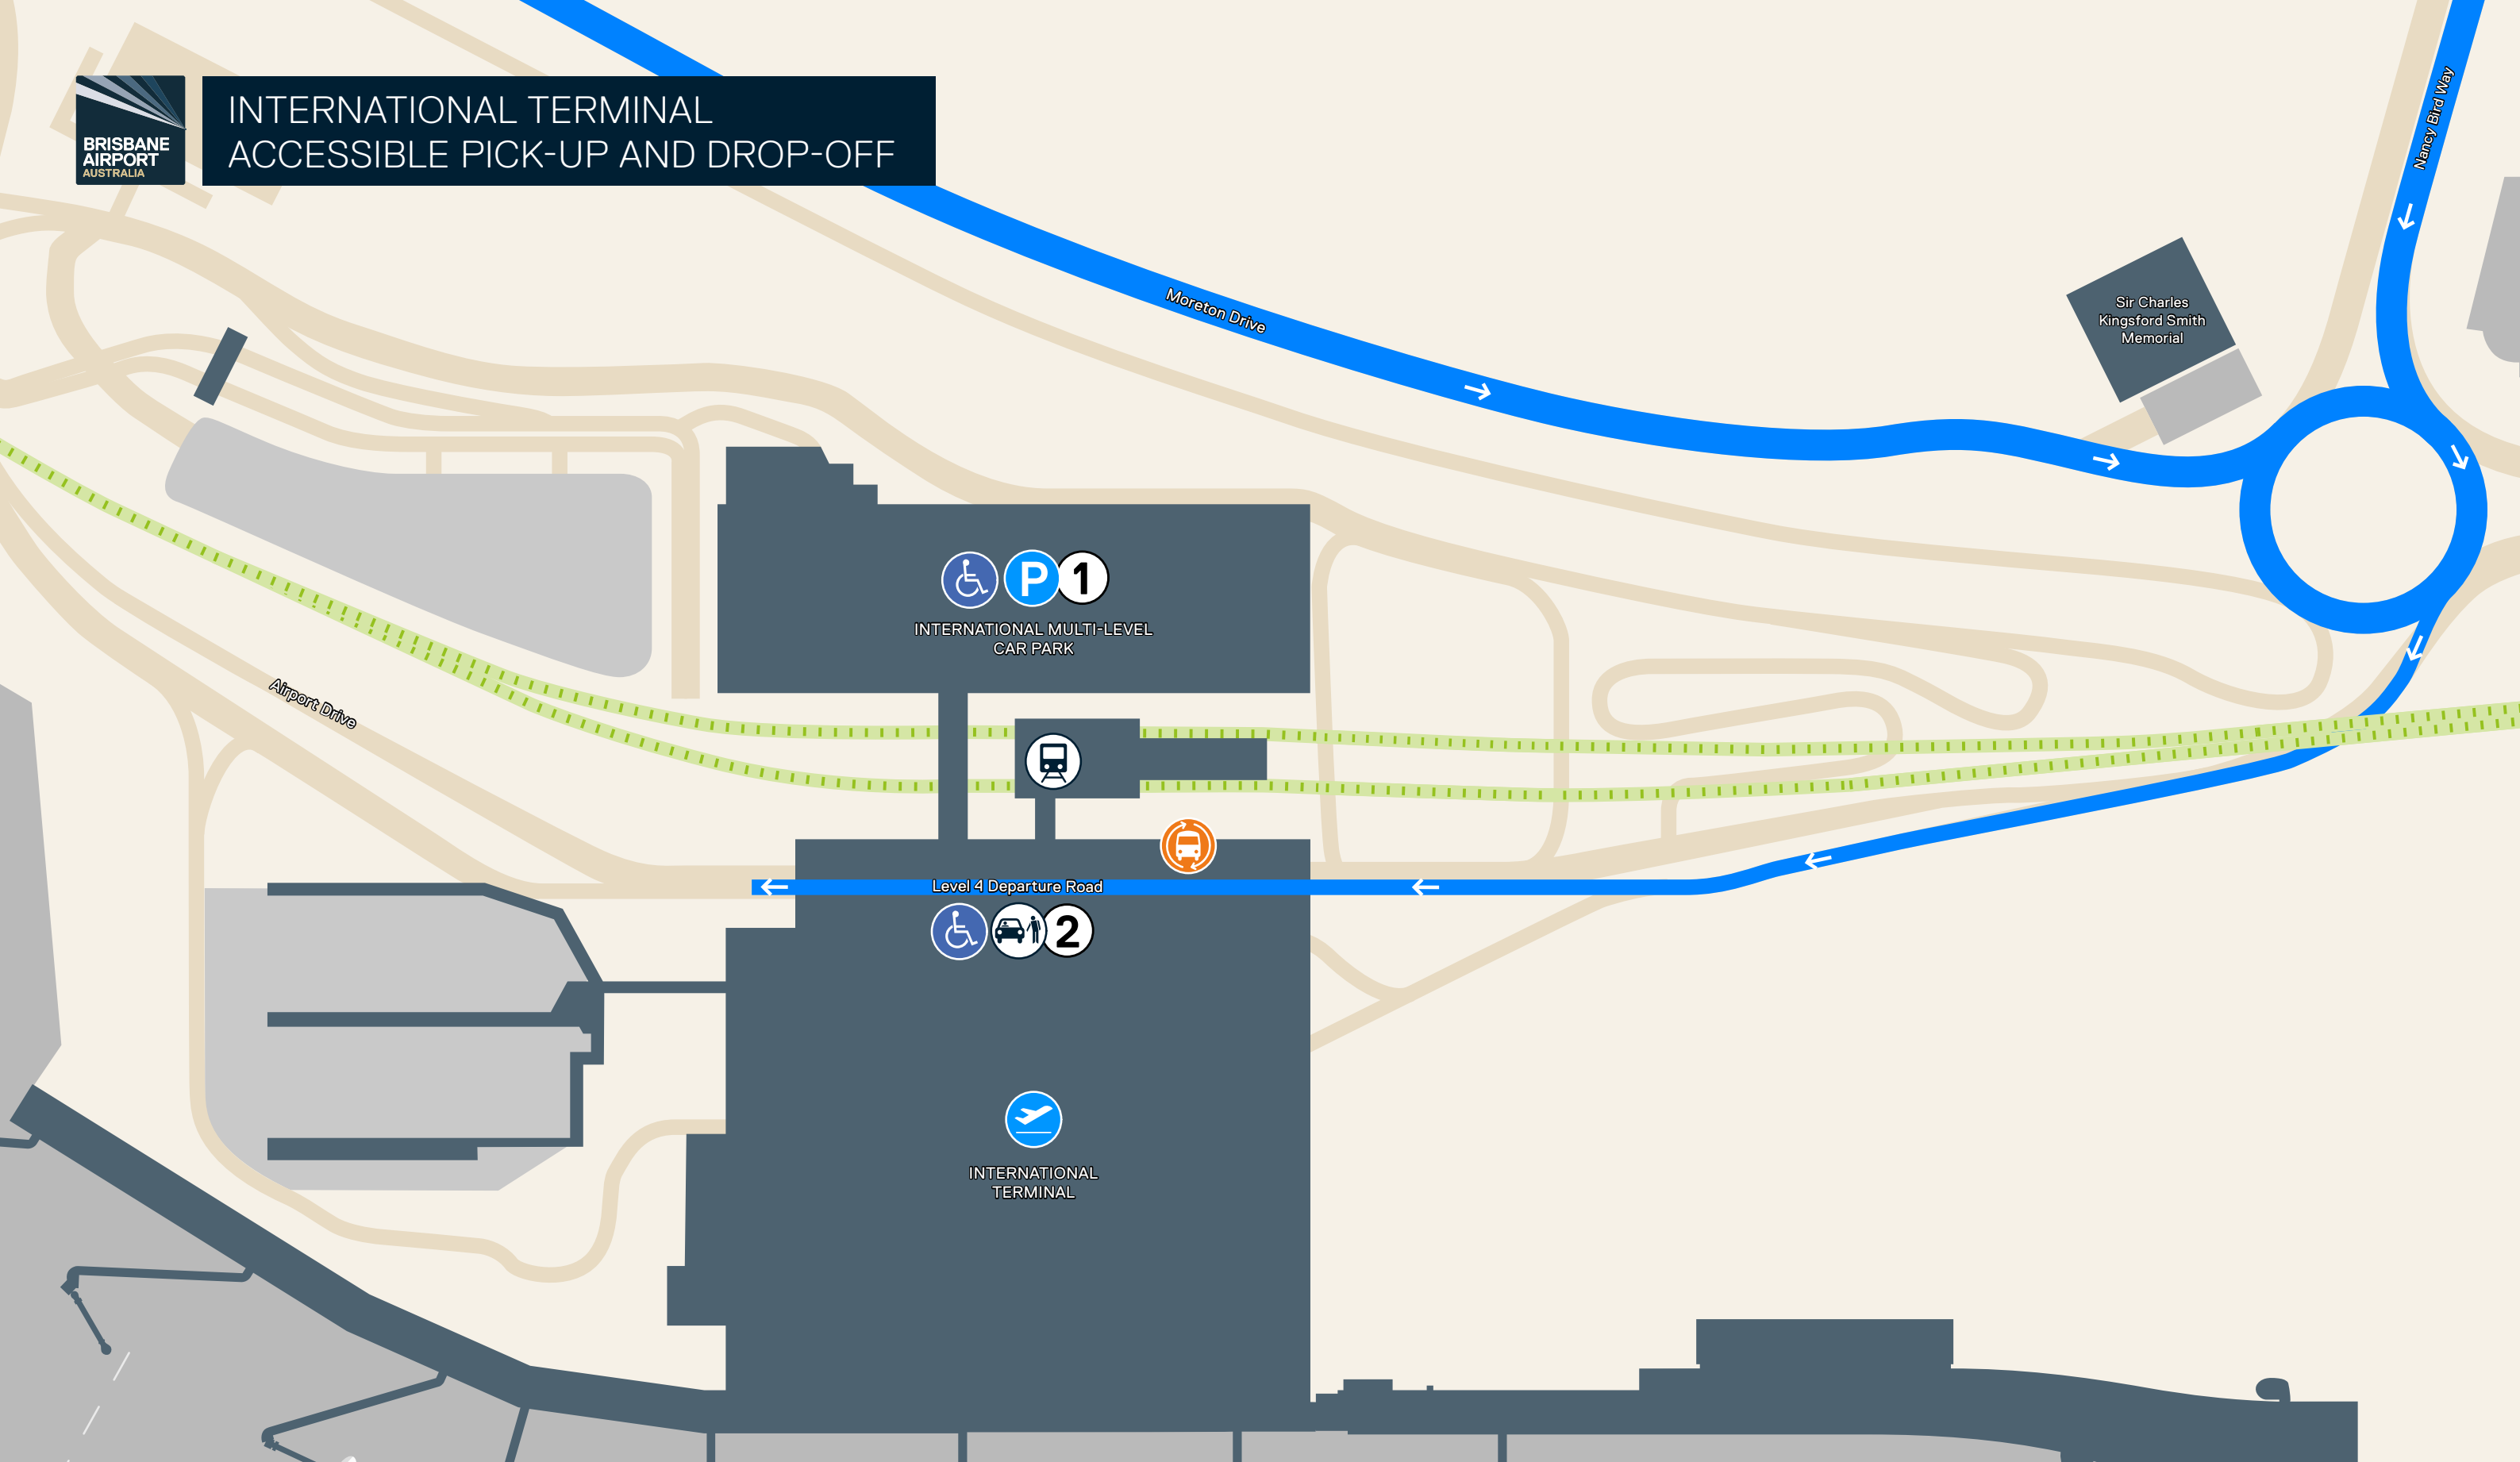 BRISBANE
AIRPORT
AUSTRALIA
INTERNATIONAL TERMINAL
ACCESSIBLE PICK-UP AND DROP-OFF
Nancy Bird Way
Moreton Drive
Sir Charles
Kingsford Smith
Memorial
P 1
INTERNATIONAL MULTI-LEVEL
CAR PARK
Airport Drive
Level 4 Departure Road
2
INTERNATIONAL
TERMINAL